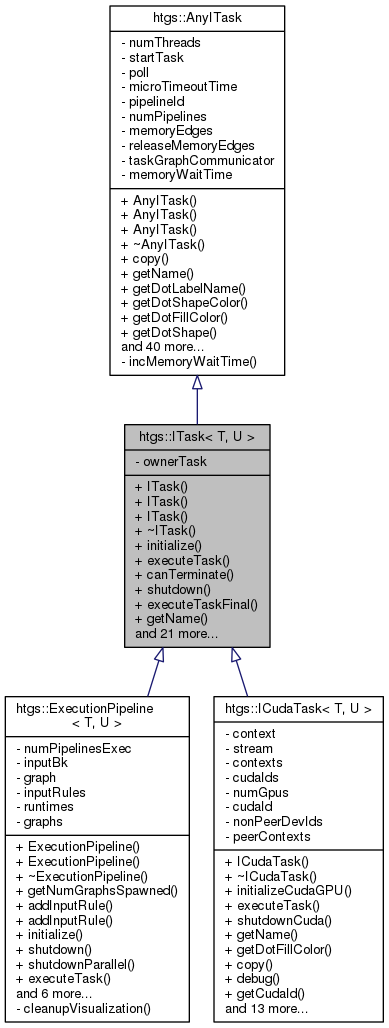 htgs::AnyITask
- numThreads
- startTask
- poll
- microTimeoutTime
- pipelineId
- numPipelines
- memoryEdges
- releaseMemoryEdges
- taskGraphCommunicator
- memoryWaitTime
+ AnyITask()
+ AnyITask()
+ AnyITask()
+ ~AnyITask()
+ copy()
+ getName()
+ getDotLabelName()
+ getDotShapeColor()
+ getDotFillColor()
+ getDotShape()
and 40 more...
- incMemoryWaitTime()
htgs::ITask< T, U >
- ownerTask
+ ITask()
+ ITask()
+ ITask()
+ ~ITask()
+ initialize()
+ executeTask()
+ canTerminate()
+ shutdown()
+ executeTaskFinal()
+ getName()
and 21 more...
htgs::ExecutionPipeline
< T, U >
- numPipelinesExec
- inputBk
- graph
- inputRules
- runtimes
- graphs
+ ExecutionPipeline()
+ ExecutionPipeline()
+ ~ExecutionPipeline()
+ getNumGraphsSpawned()
+ addInputRule()
+ addInputRule()
+ initialize()
+ shutdown()
+ shutdownParallel()
+ executeTask()
and 6 more...
- cleanupVisualization()
htgs::ICudaTask< T, U >
- context
- stream
- contexts
- cudaIds
- numGpus
- cudaId
- nonPeerDevIds
- peerContexts
+ ICudaTask()
+ ~ICudaTask()
+ initializeCudaGPU()
+ executeTask()
+ shutdownCuda()
+ getName()
+ getDotFillColor()
+ copy()
+ debug()
+ getCudaId()
and 13 more...